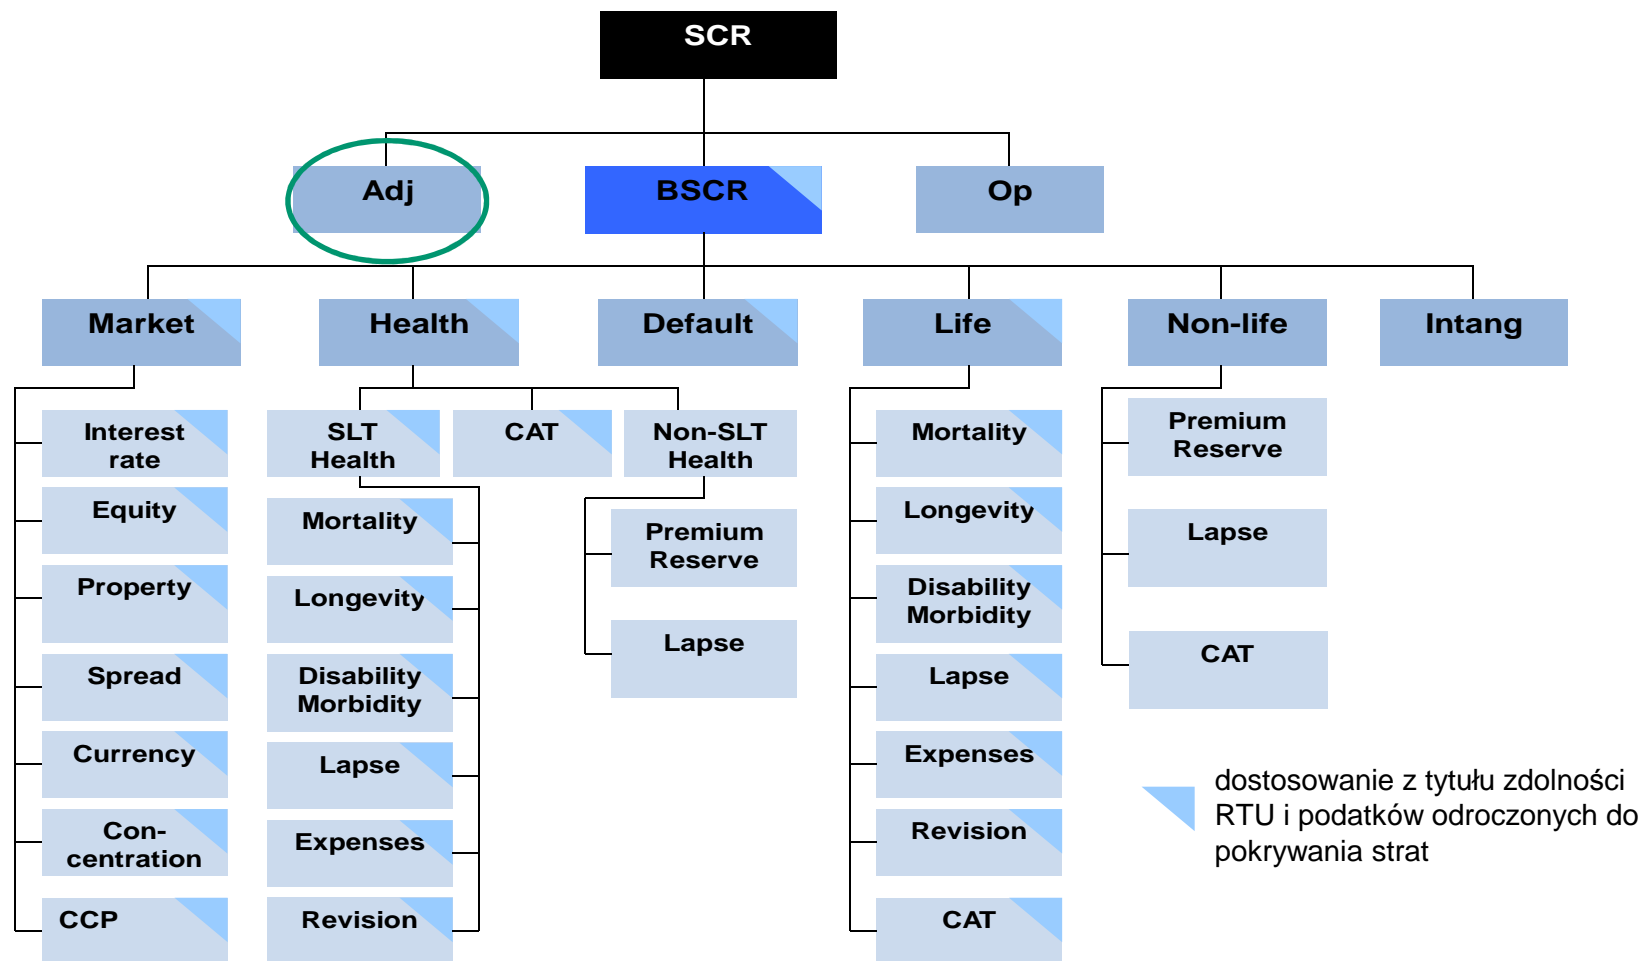 SCR
Adj
BSCR
Op
Market
Health
Default
Life
Non-life
Intang
Interest
rate
Equity
Property
Spread
Currency
Con-
centration
CCP
SLT
Health
CAT
Non-SLT
Health
Mortality
Longevity
Disability
Morbidity
Lapse
Expenses
Revision
Premium
Reserve
Lapse
Mortality
Longevity
Disability
Morbidity
Lapse
Expenses
Revision
CAT
Premium
Reserve
Lapse
CAT
dostosowanie z tytułu zdolności
RTU i podatków odroczonych do
pokrywania strat